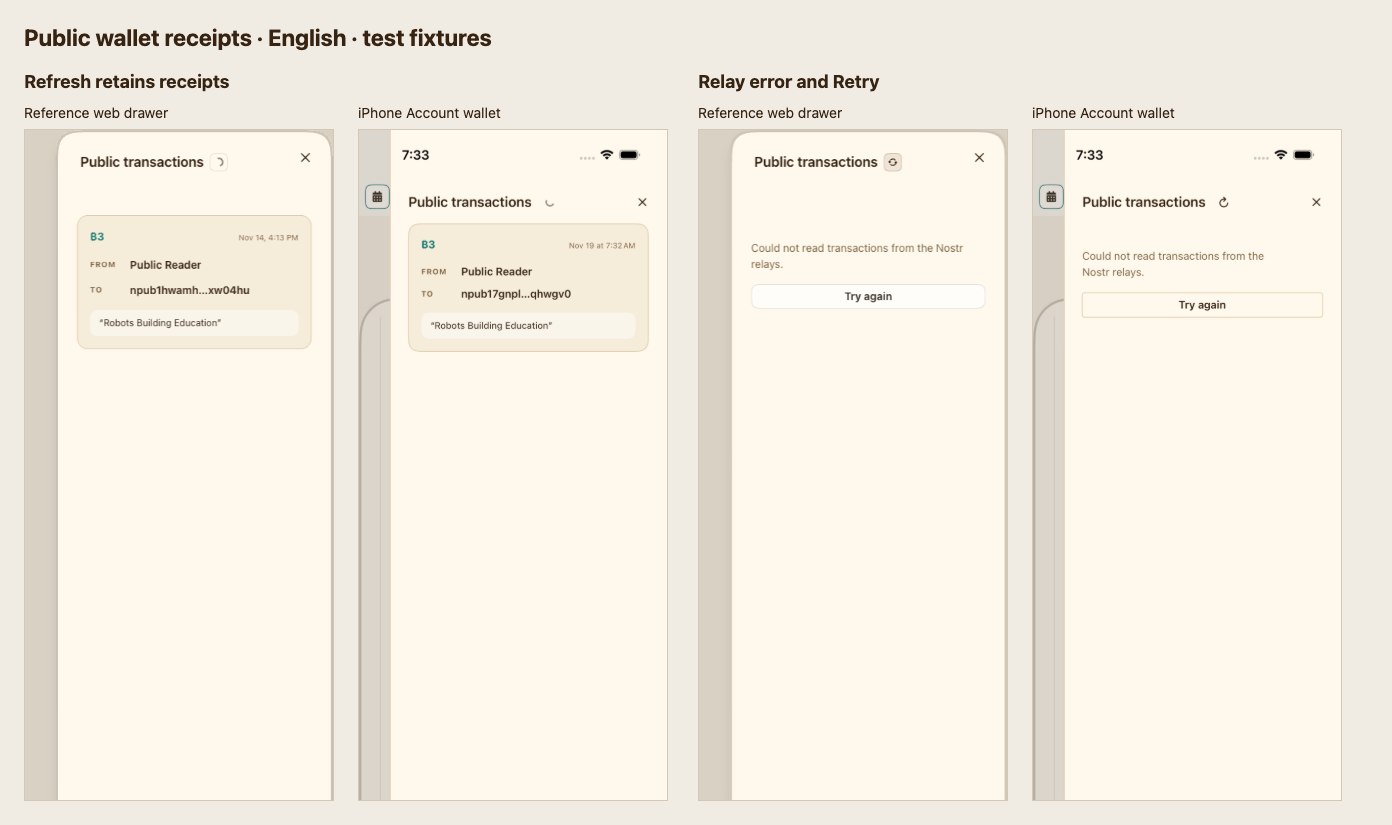 Public wallet receipts · English · test fixtures
Refresh retains receipts
Reference web drawer
Public transactions
B3
Nov 14, 4:13 PM
FROM Public Reader
TO npub1hwamh...xw04hu
“Robots Building Education”
iPhone Account wallet
7:33
Public transactions
B3
Nov 19 at 7:32 AM
FROM Public Reader
TO npub17gnpl...qhwgv0
“Robots Building Education”
Relay error and Retry
Reference web drawer
Public transactions
Could not read transactions from the Nostr
relays.
Try again
iPhone Account wallet
7:33
Public transactions
Could not read transactions from the
Nostr relays.
Try again